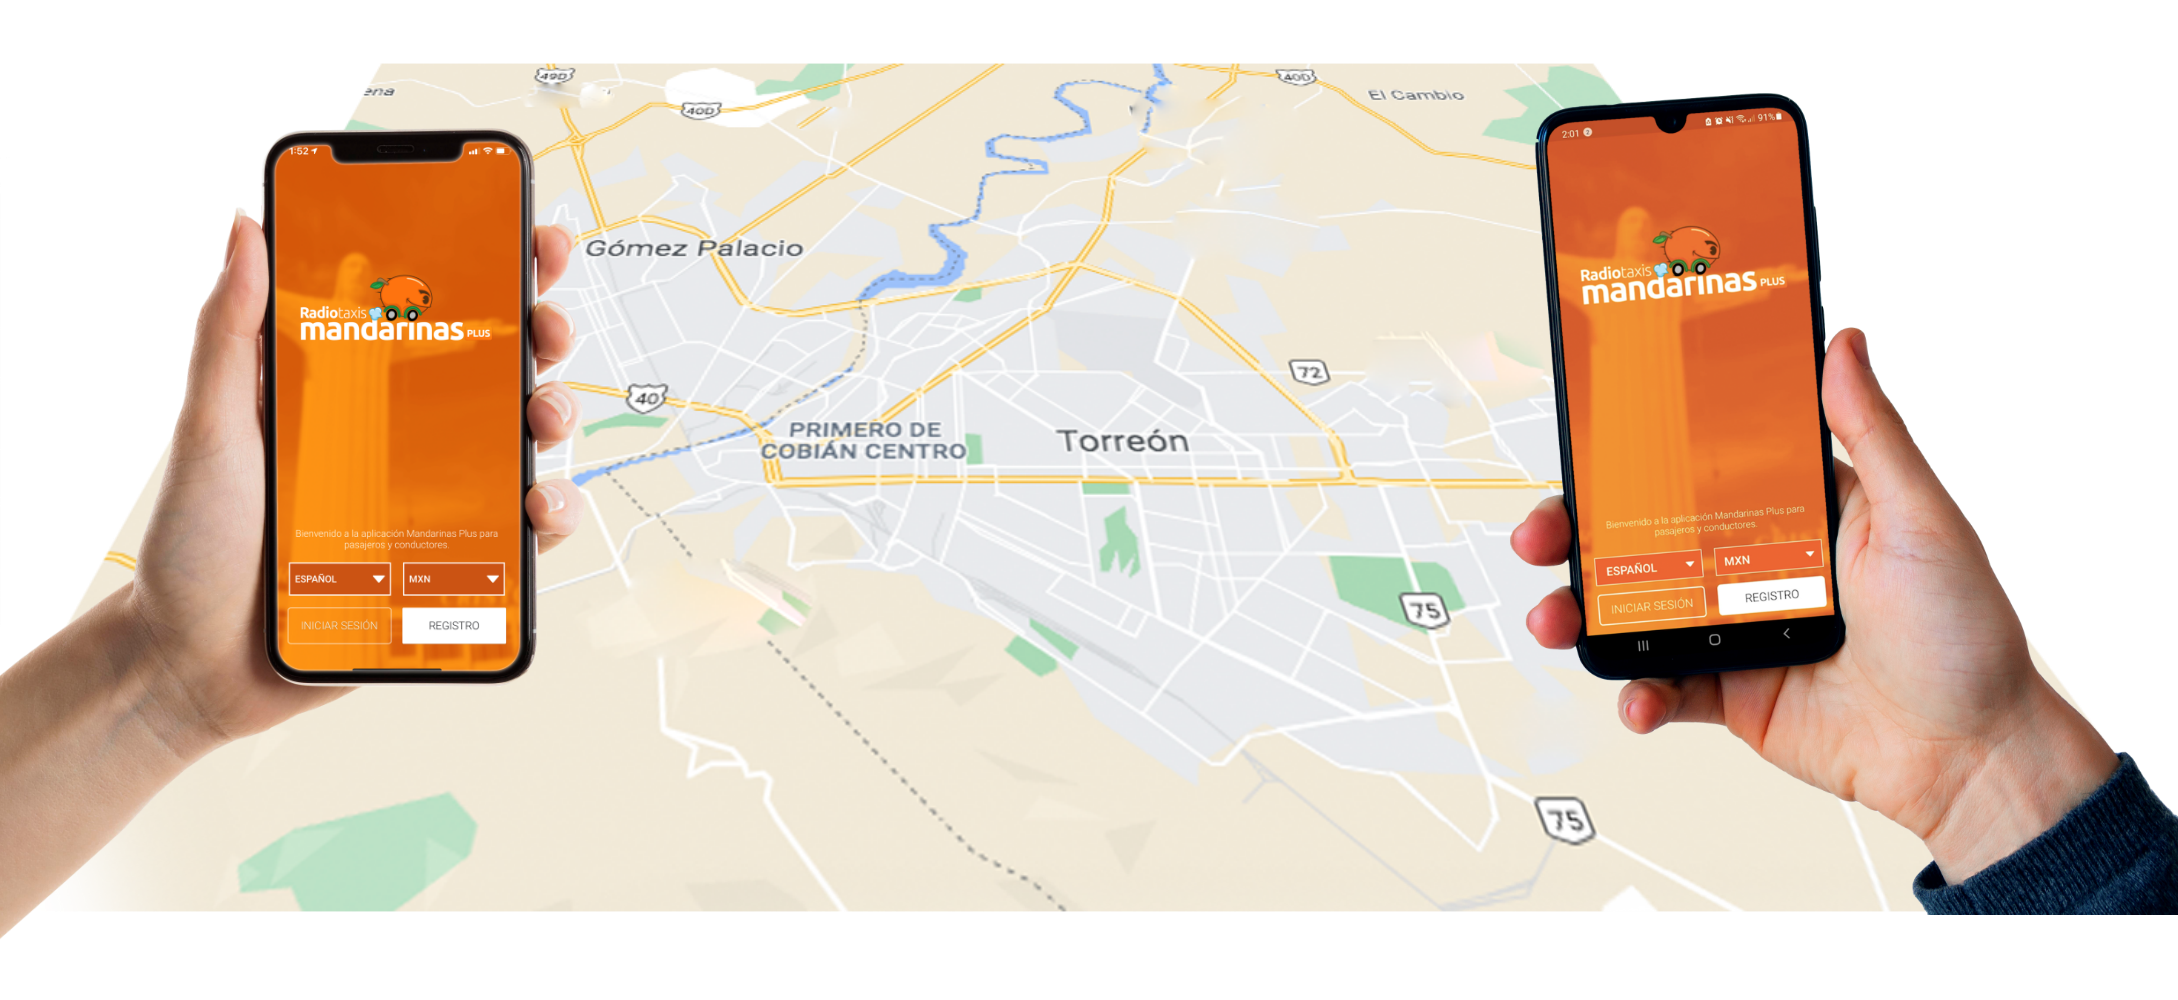 49D
40D
40D
El Cambio
ena
1:52
Radiotaxis
mandarinas PLUS
Bienvenido a la aplicación Mandarinas Plus para
pasajeros y conductores.
ESPAÑOL
MXN
INICIAR SESIÓN
REGISTRO
Gómez Palacio
40
72
PRIMERO DE
COBIÁN CENTRO
Torreón
75
75
2:01
91%
Radiotaxis
mandarinas PLUS
Bienvenido a la aplicación Mandarinas Plus para
pasajeros y conductores.
ESPAÑOL
MXN
INICIAR SESIÓN
REGISTRO